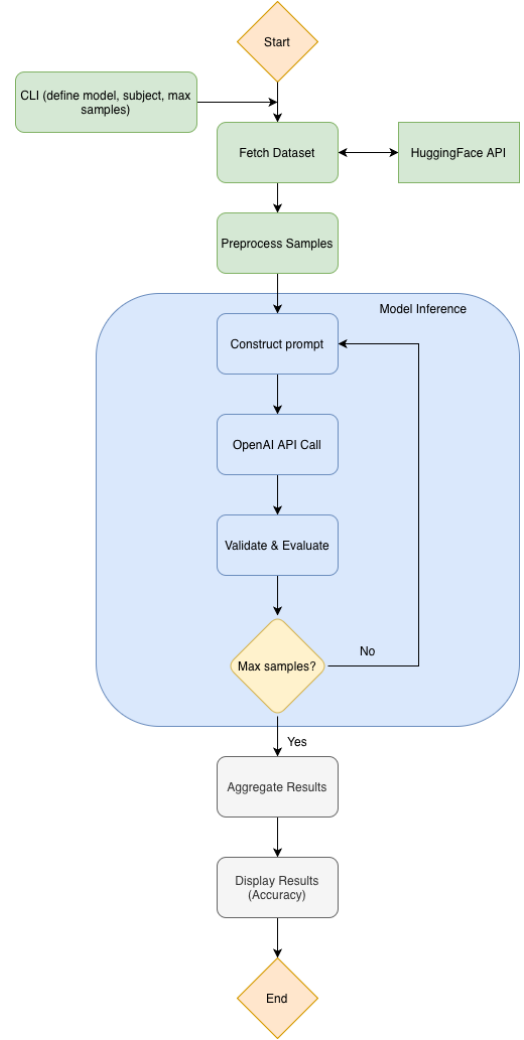 Start
CLI (define model, subject, max
samples)
Fetch Dataset
HuggingFace API
Preprocess Samples
Model Inference
Construct prompt
OpenAI API Call
Validate & Evaluate
Max samples?
No
Yes
Aggregate Results
Display Results
(Accuracy)
End